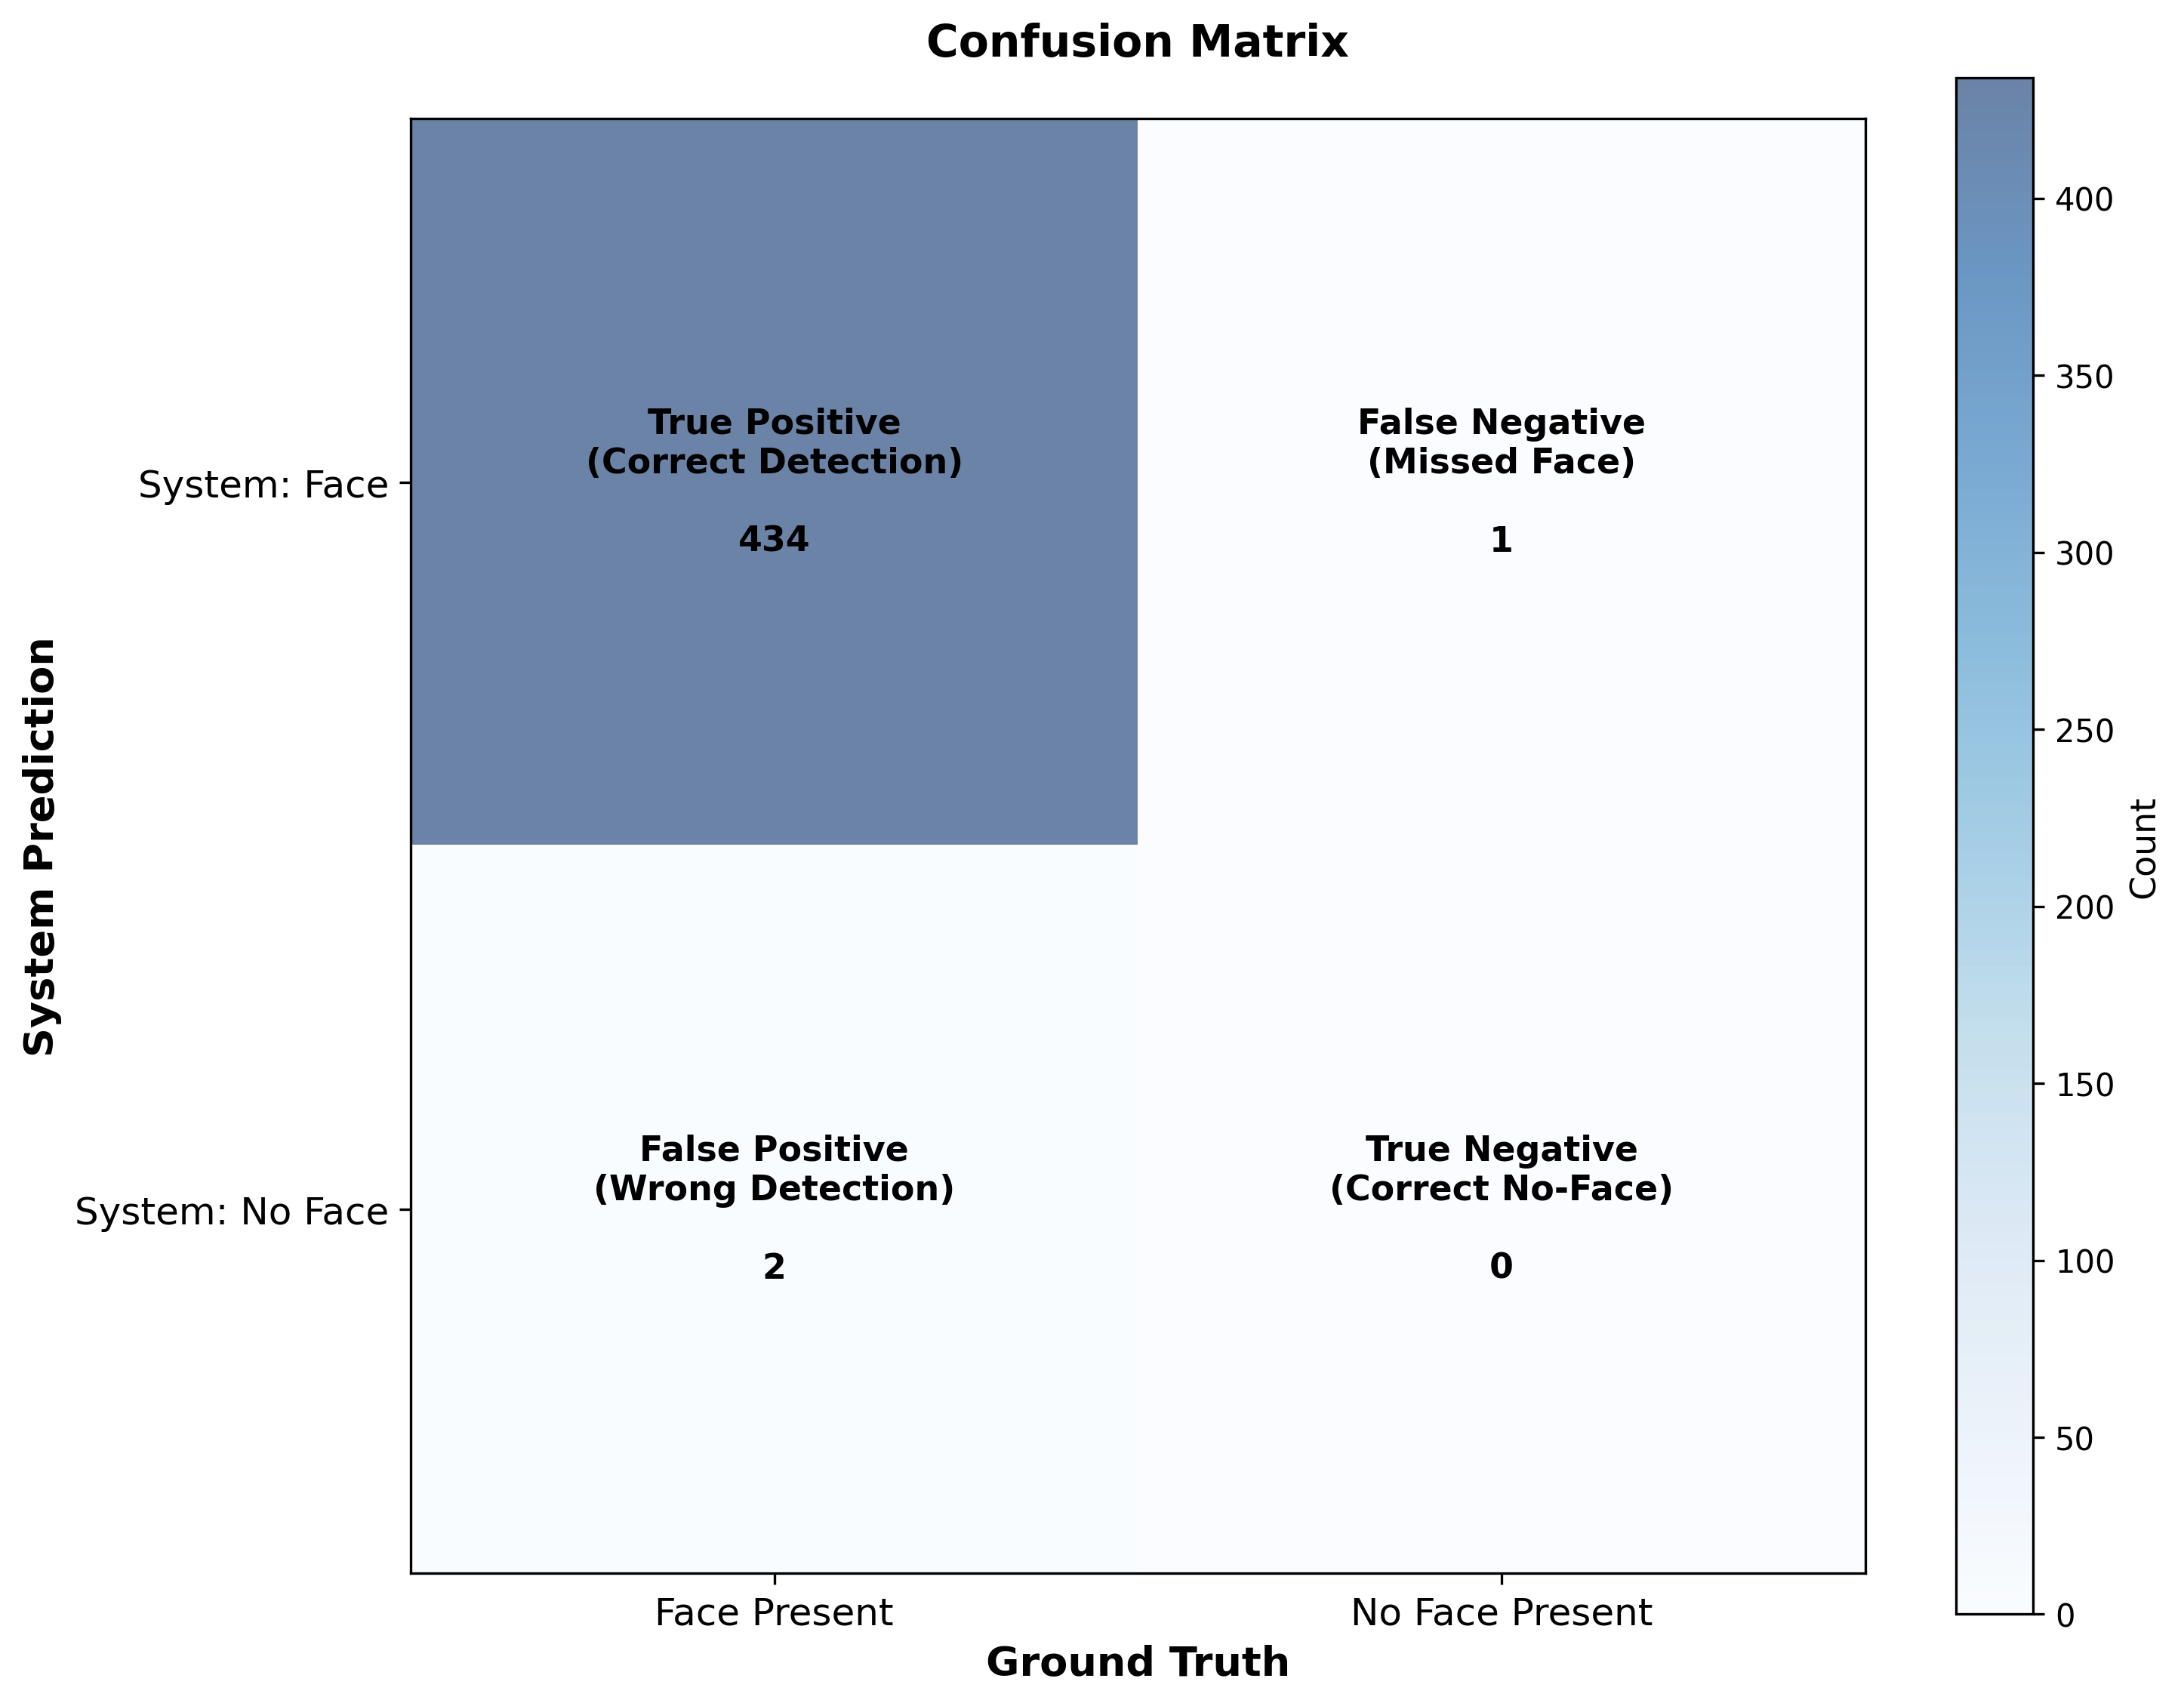 Confusion Matrix
True Positive
(Correct Detection)
434
False Negative
(Missed Face)
1
False Positive
(Wrong Detection)
2
True Negative
(Correct No-Face)
0
System: Face
System: No Face
System Prediction
Face Present
No Face Present
Ground Truth
400
350
300
250
200
150
100
50
0
Count